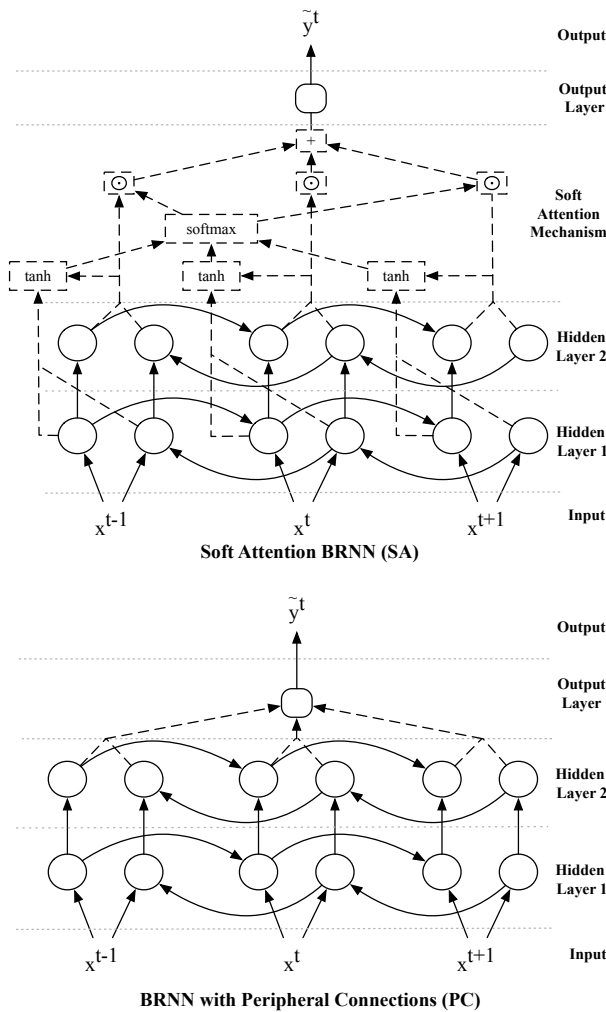 ỹt
Output
Output
Layer
+
⊙ ⊙ ⊙
Soft
Attention
Mechanism
softmax
tanh tanh tanh
Hidden
Layer 2
Hidden
Layer 1
xt-1 xt xt+1
Input
Soft Attention BRNN (SA)
ỹt
Output
Output
Layer
Hidden
Layer 2
Hidden
Layer 1
xt-1 xt xt+1
Input
BRNN with Peripheral Connections (PC)